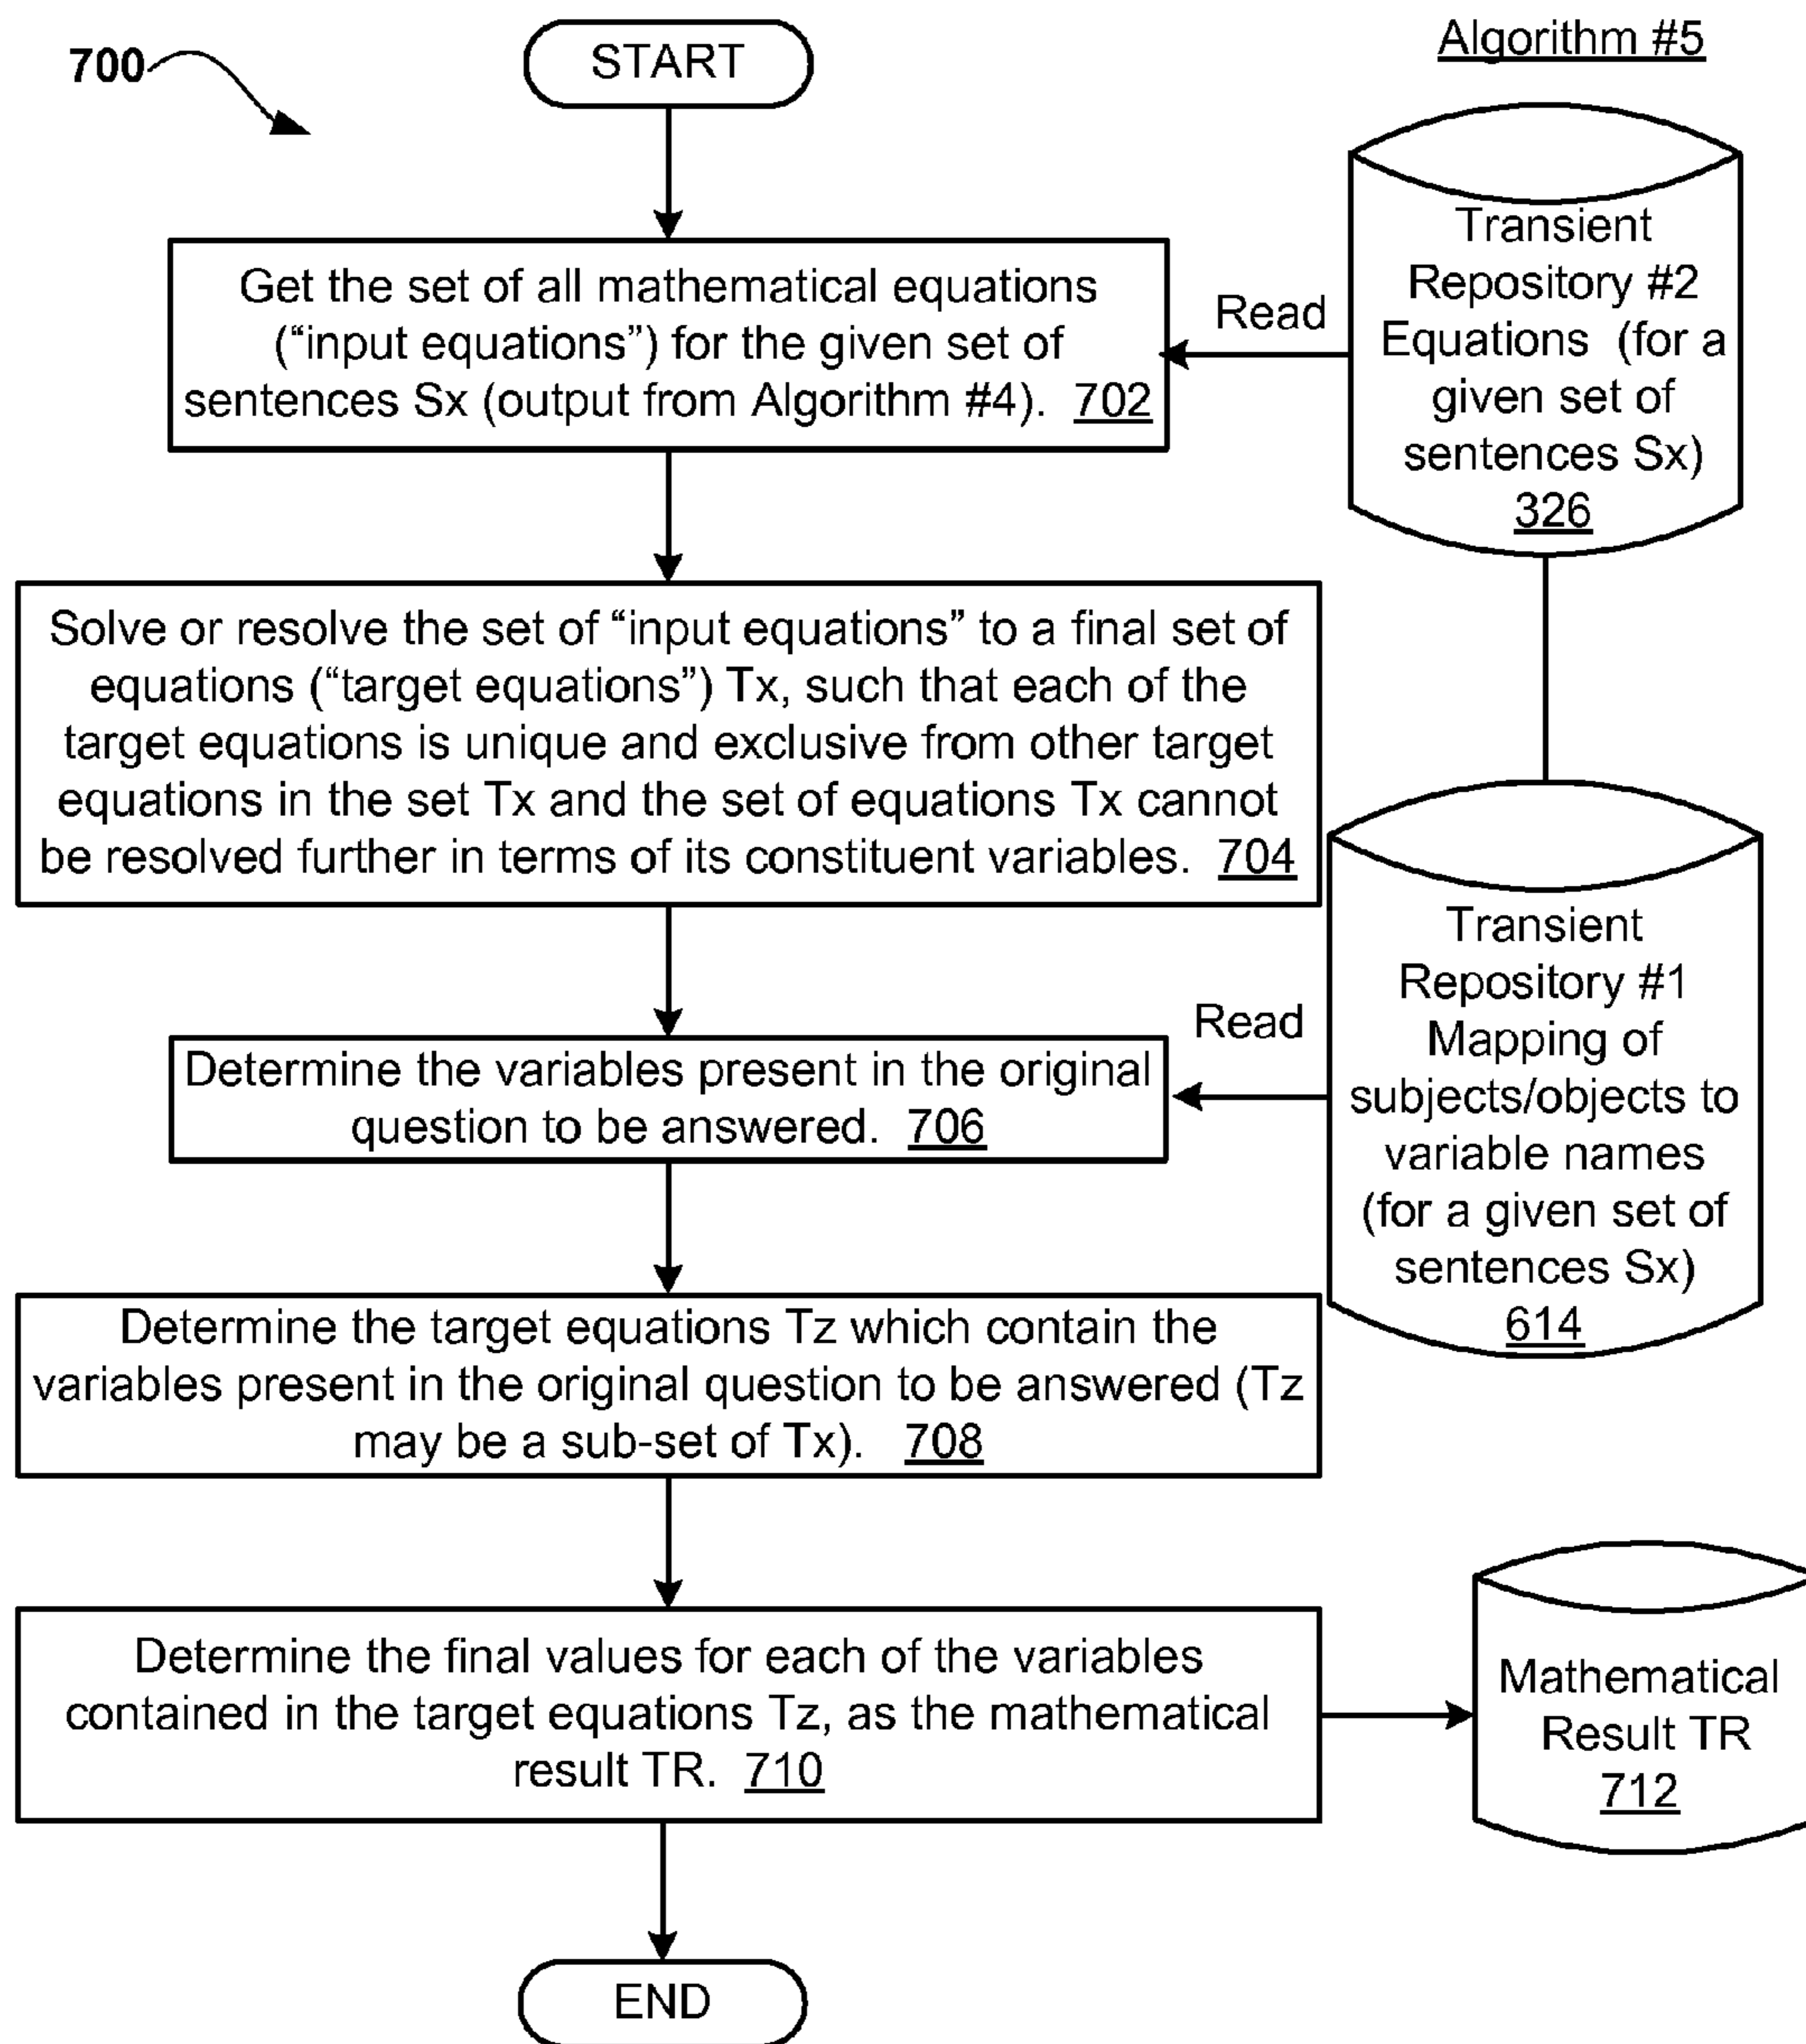 700
START
Algorithm #5
Get the set of all mathematical equations
(“input equations”) for the given set of
sentences Sx (output from Algorithm #4). 702
Read
Transient
Repository #2
Equations (for a
given set of
sentences Sx)
326
Solve or resolve the set of “input equations” to a final set of
equations (“target equations”) Tx, such that each of the
target equations is unique and exclusive from other target
equations in the set Tx and the set of equations Tx cannot
be resolved further in terms of its constituent variables. 704
Determine the variables present in the original
question to be answered. 706
Read
Transient
Repository #1
Mapping of
subjects/objects to
variable names
(for a given set of
sentences Sx)
614
Determine the target equations Tz which contain the
variables present in the original question to be answered (Tz
may be a sub-set of Tx). 708
Determine the final values for each of the variables
contained in the target equations Tz, as the mathematical
result TR. 710
Mathematical
Result TR
712
END